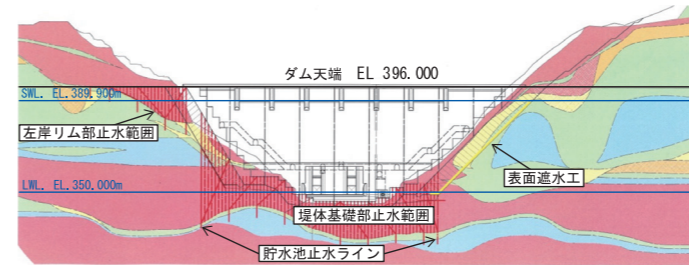 ダム天端 EL 396.000
SWL. EL.389.900m
左岸リム部止水範囲
表面遮水工
LWL. EL.350.000m
堤体基礎部止水範囲
貯水池止水ライン